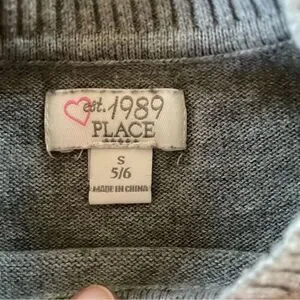 est. 1989
PLACE
S
5/6
MADE IN CHINA